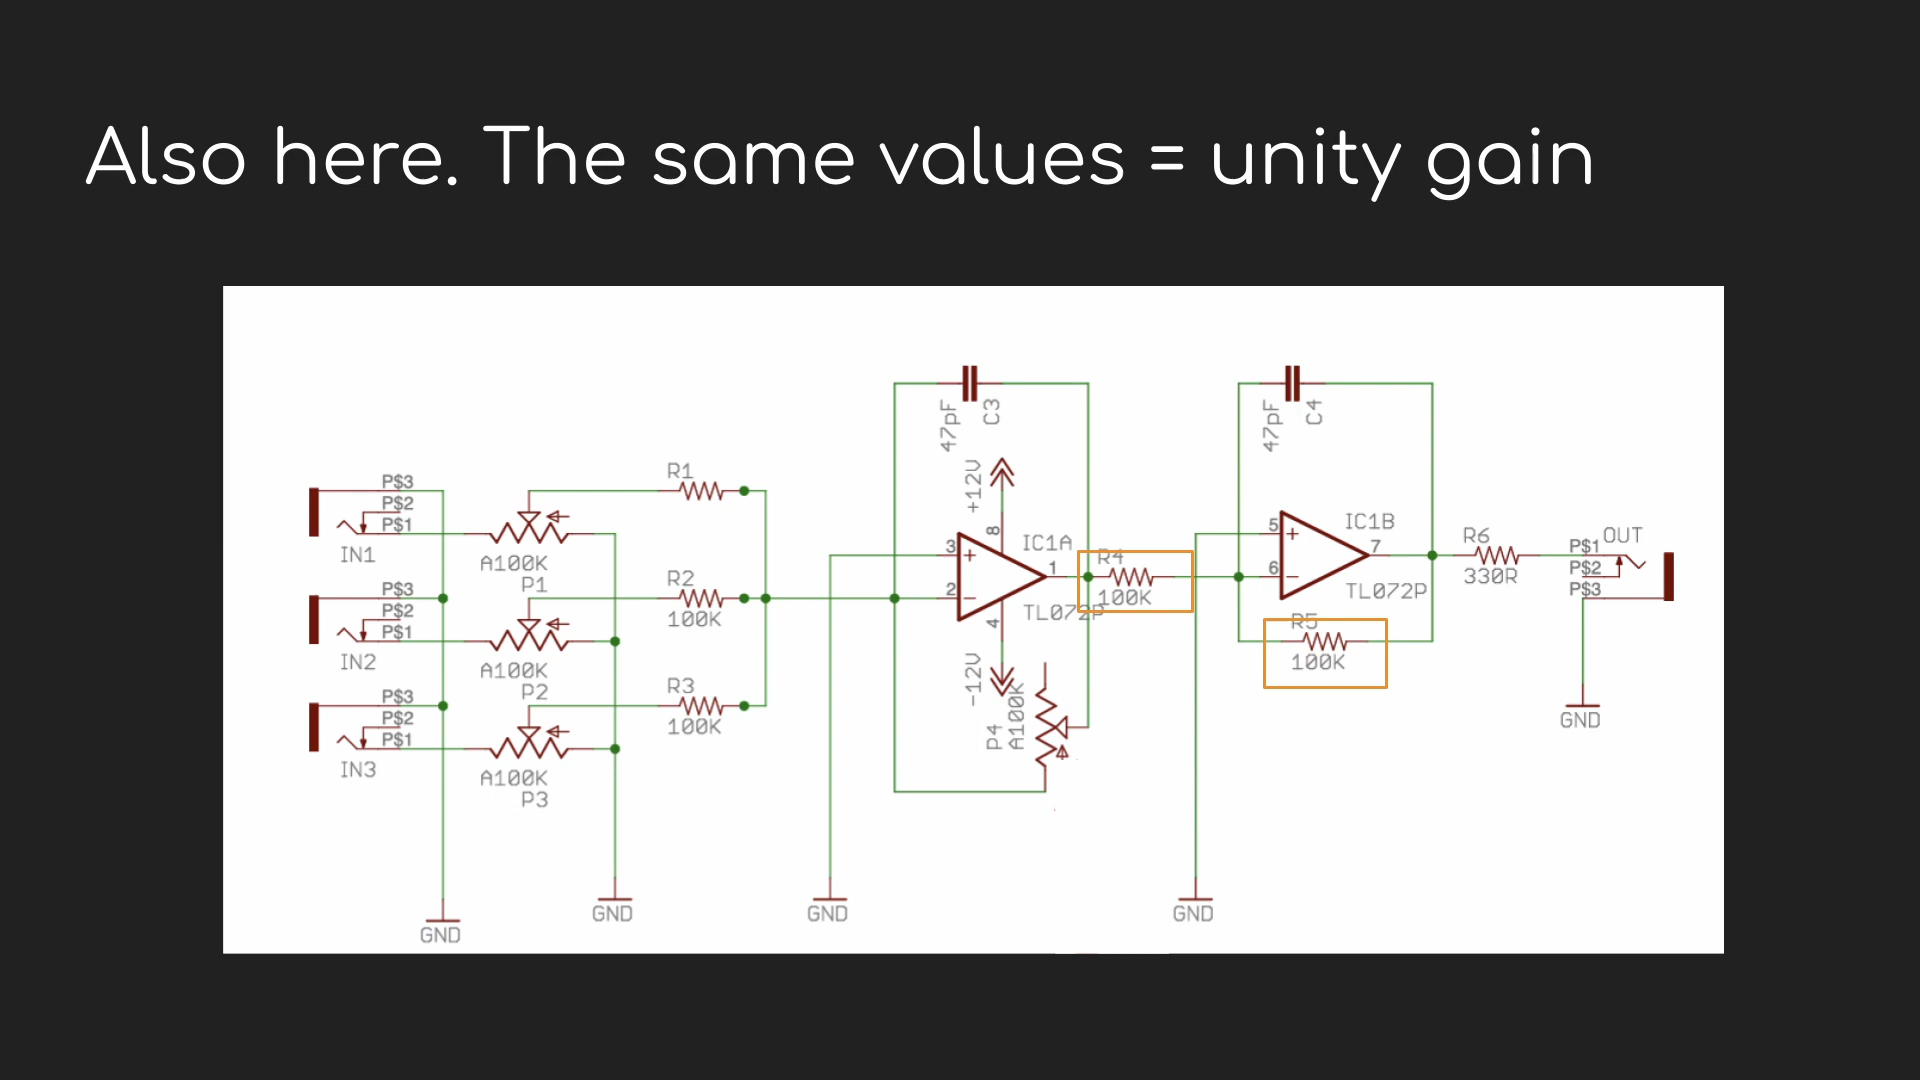 Also here. The same values = unity gain
47pF
C3
47pF
C4
P$3
P$2
P$1
IN1
A100K
P1
R1
+12V
8
3
IC1A
1
2
TL072P
4
-12V
R4
100K
5
IC1B
7
6
TL072P
R6
330R
OUT
P$1
P$2
P$3
GND
R5
100K
P$3
P$2
P$1
IN2
A100K
P2
R2
100K
P$3
P$2
P$1
IN3
A100K
P3
R3
100K
P4
A100K
GND
GND
GND
GND